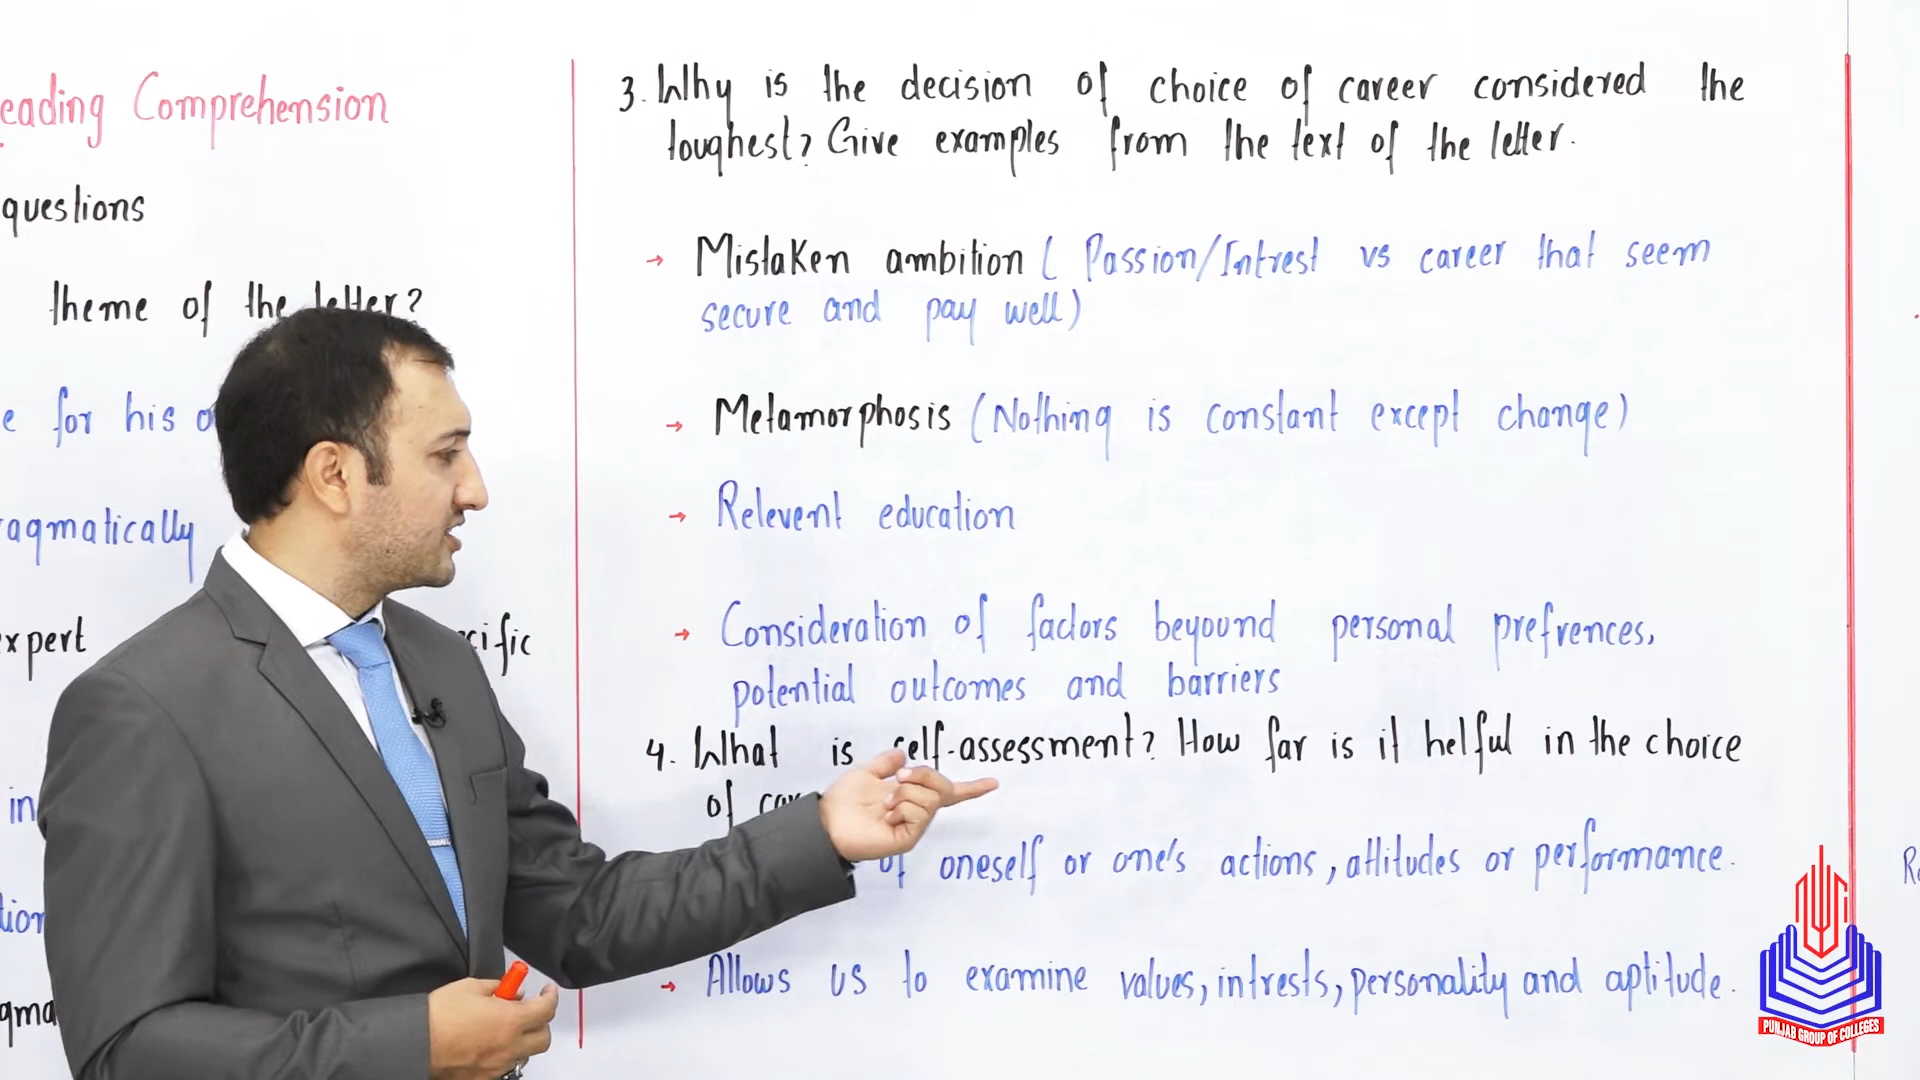 eading Comprehension
questions
theme of the letter?
e for his
ragmatically
expert cific
in
tion
gma
3. Why is the decision of choice of career considered the
toughest? Give examples from the text of the letter.
→ Mistaken ambition ( Passion/Intrest vs career that seem
secure and pay well)
→ Metamorphosis (Nothing is constant except change)
→ Relevent education
→ Consideration of factors beyound personal prefrences,
potential outcomes and barriers
4. What is self-assessment? How far is it helful in the choice
of
of oneself or one's actions, attitudes or performance.
→ Allows us to examine values, intrests, personality and aptitude.
PUNJAB GROUP OF COLLEGES